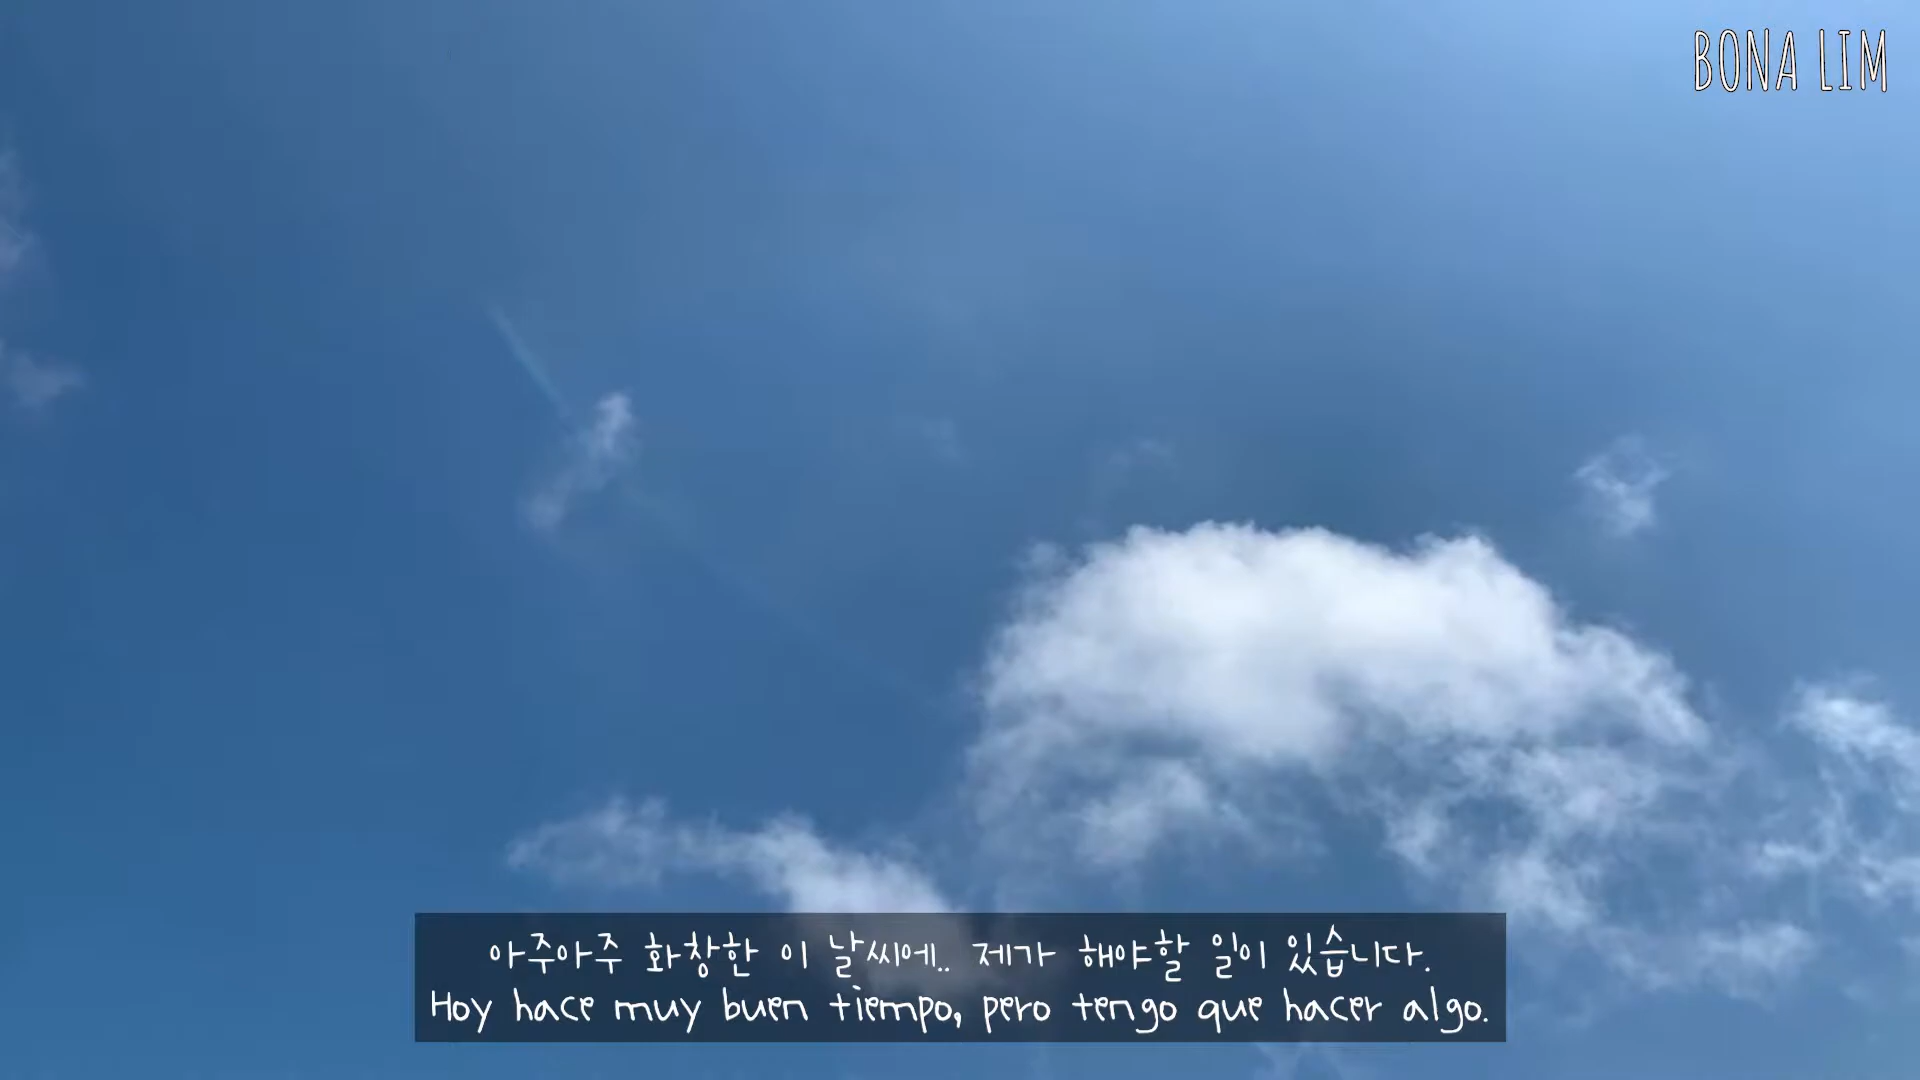 BONA LIM
아주아주 화창한 이 날씨에.. 제가 해야할 일이 있습니다.
Hoy hace muy buen tiempo, pero tengo que hacer algo.